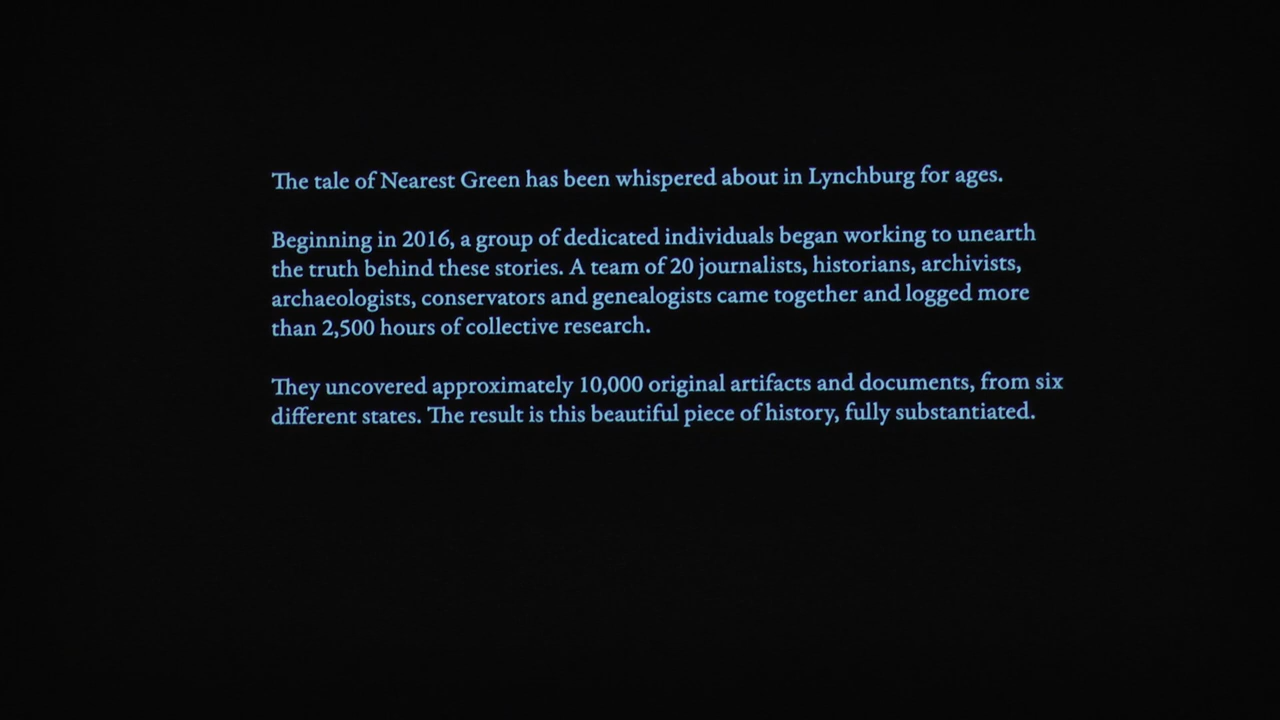 The tale of Nearest Green has been whispered about in Lynchburg for ages.
Beginning in 2016, a group of dedicated individuals began working to unearth
the truth behind these stories. A team of 20 journalists, historians, archivists,
archaeologists, conservators and genealogists came together and logged more
than 2,500 hours of collective research.
They uncovered approximately 10,000 original artifacts and documents, from six
different states. The result is this beautiful piece of history, fully substantiated.